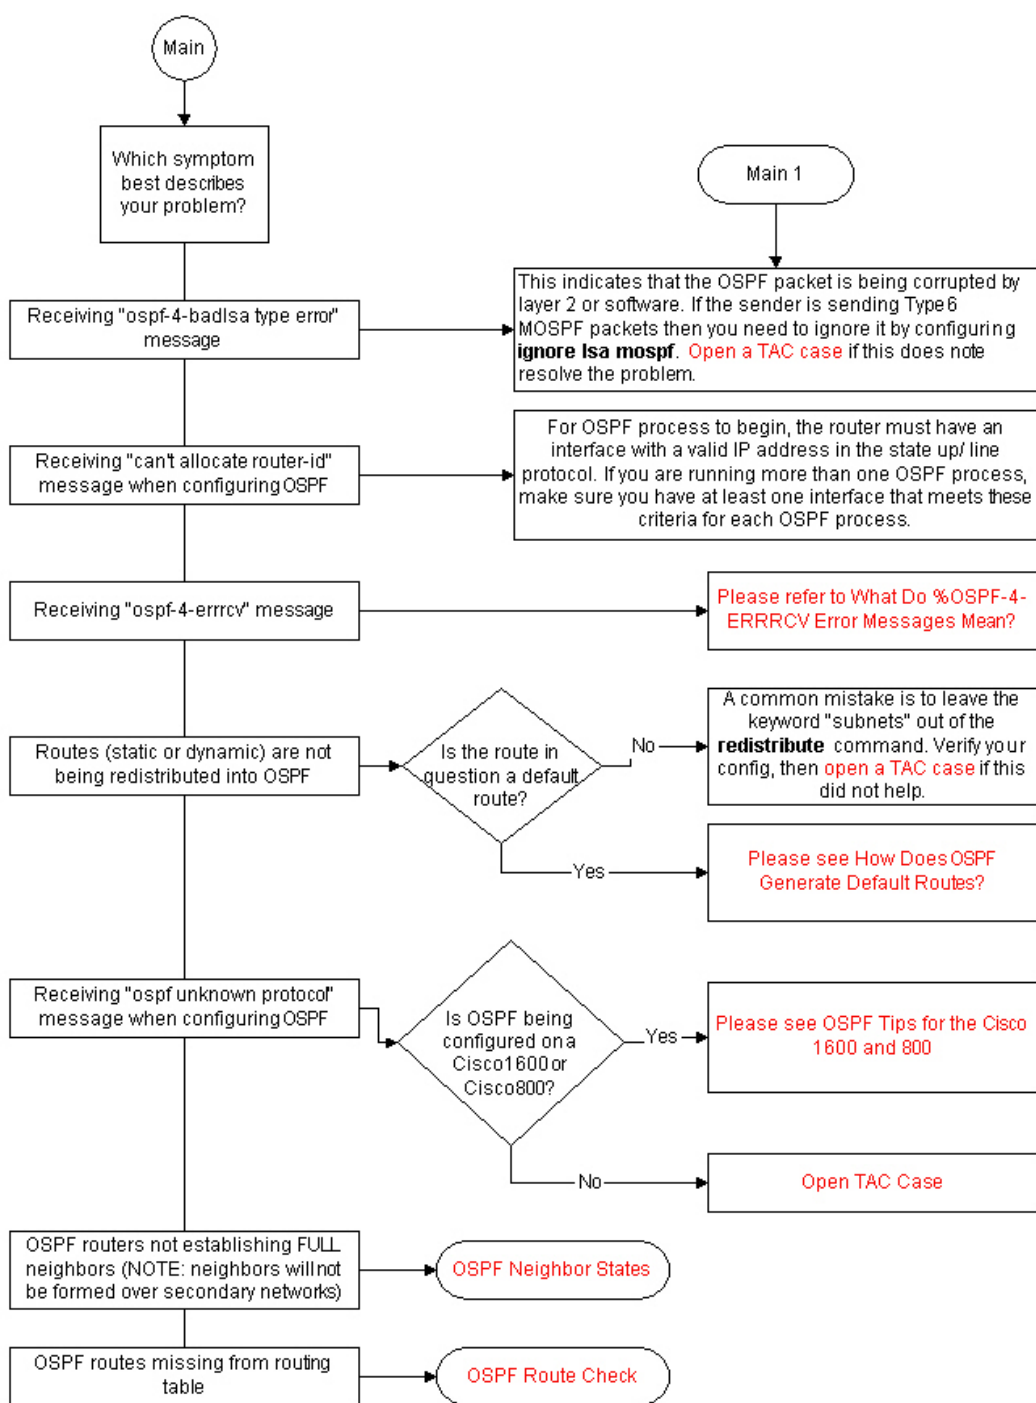 Main
Which symptom
best describes
your problem?
Main 1
Receiving "ospf-4-badlsa type error"
message
This indicates that the OSPF packet is being corrupted by
layer 2 or software. If the sender is sending Type 6
MOSPF packets then you need to ignore it by configuring
ignore lsa mospf. Open a TAC case if this does note
resolve the problem.
Receiving "can't allocate router-id"
message when configuring OSPF
For OSPF process to begin, the router must have an
interface with a valid IP address in the state up/ line
protocol. If you are running more than one OSPF process,
make sure you have at least one interface that meets these
criteria for each OSPF process.
Receiving "ospf-4-errrcv" message
Please refer to What Do %OSPF-4-
ERRRCV Error Messages Mean?
Routes (static or dynamic) are not
being redistributed into OSPF
Is the route in
question a default
route?
No
A common mistake is to leave the
keyword "subnets" out of the
redistribute command. Verify your
config, then open a TAC case if this
did not help.
Yes
Please see How Does OSPF
Generate Default Routes?
Receiving "ospf unknown protocol"
message when configuring OSPF
Is OSPF being
configured on a
Cisco1600 or
Cisco800?
Yes
Please see OSPF Tips for the Cisco
1600 and 800
No
Open TAC Case
OSPF routers not establishing FULL
neighbors (NOTE: neighbors will not
be formed over secondary networks)
OSPF Neighbor States
OSPF routes missing from routing
table
OSPF Route Check